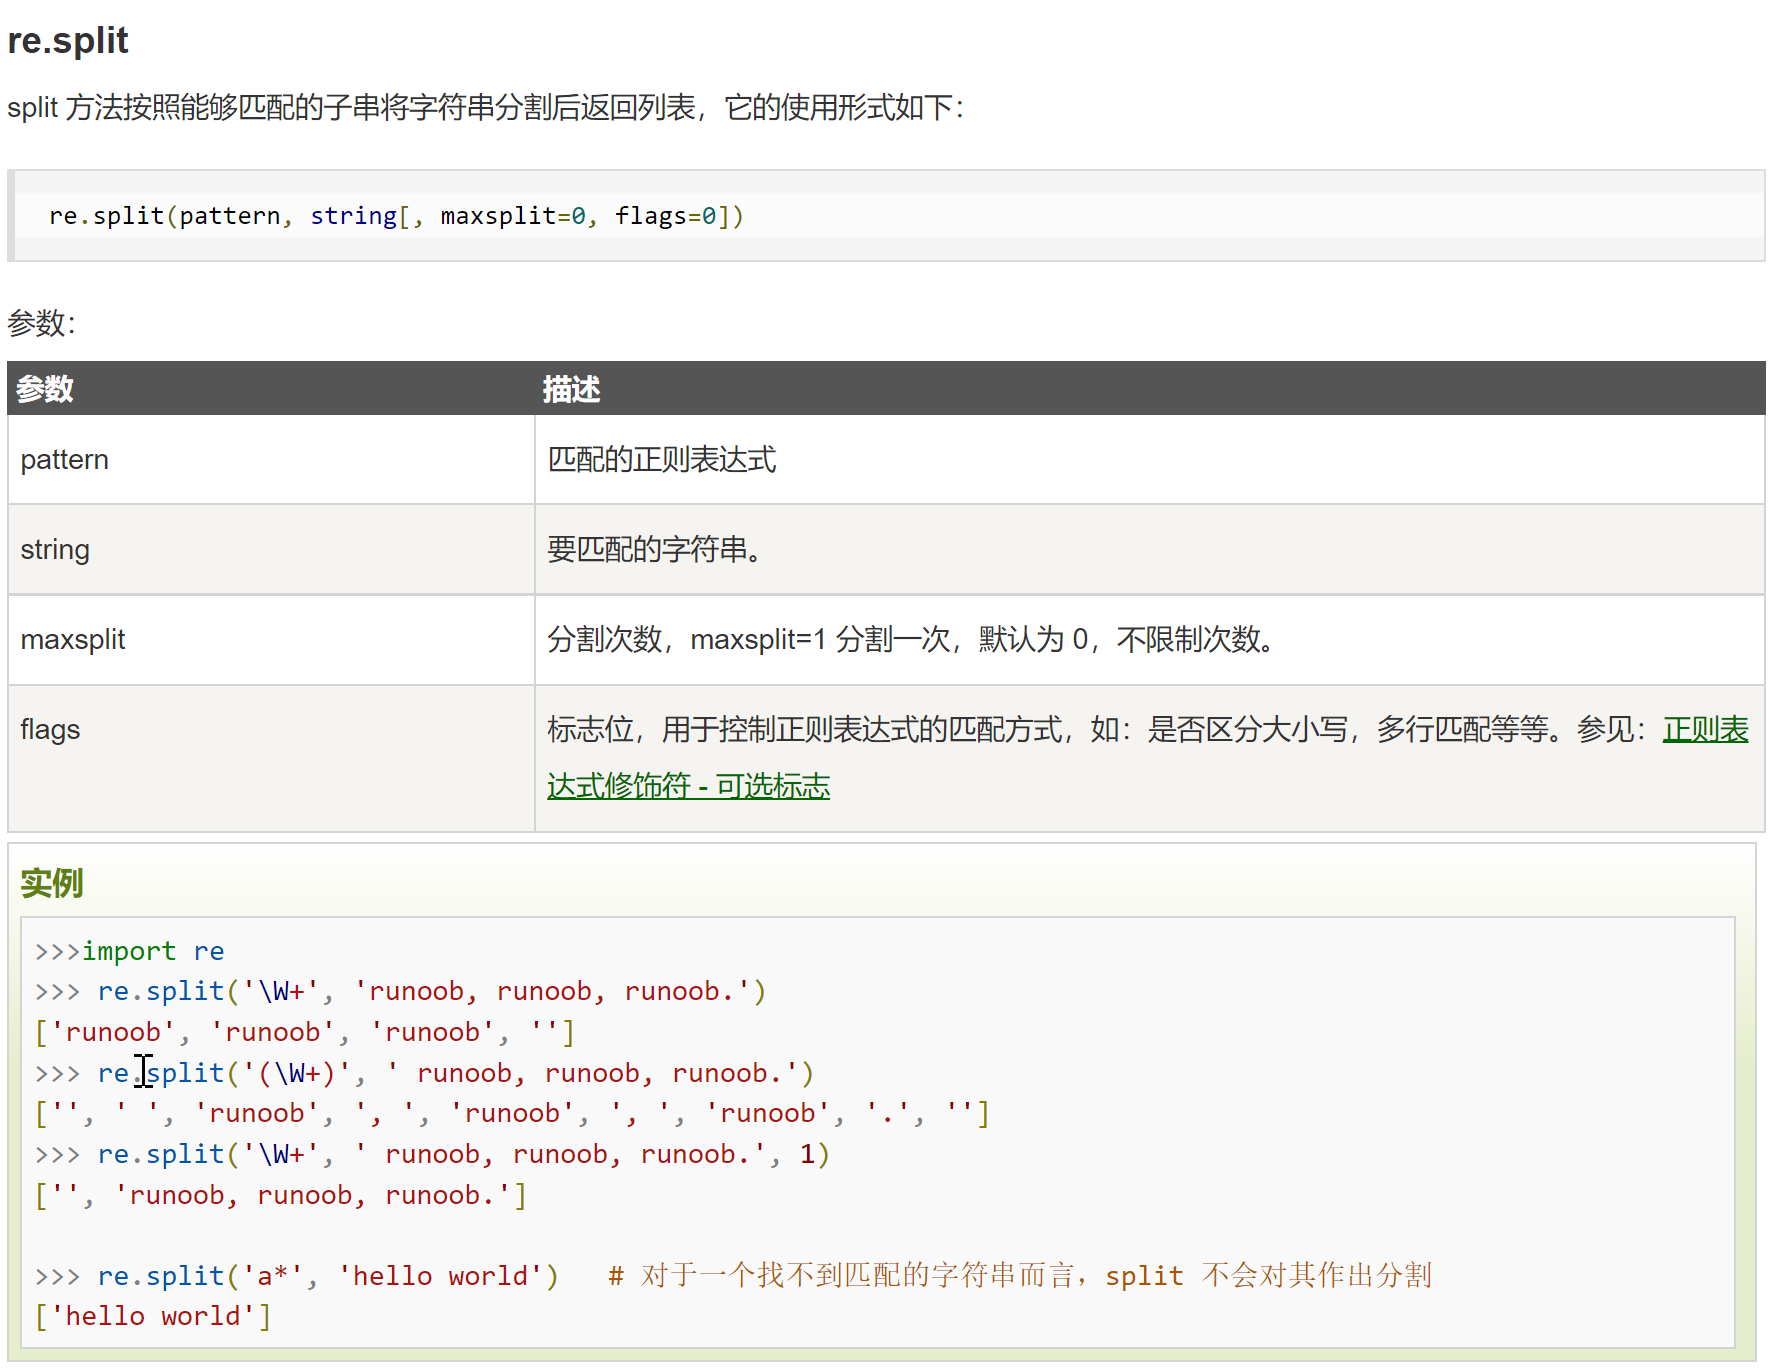 re.split
split 方法按照能够匹配的子串将字符串分割后返回列表，它的使用形式如下：
re.split(pattern, string[, maxsplit=0, flags=0])
参数：
参数 描述
pattern 匹配的正则表达式
string 要匹配的字符串。
maxsplit 分割次数，maxsplit=1 分割一次，默认为 0，不限制次数。
flags 标志位，用于控制正则表达式的匹配方式，如：是否区分大小写，多行匹配等等。参见：正则表
达式修饰符 - 可选标志
实例
>>>import re
>>> re.split('\W+', 'runoob, runoob, runoob.')
['runoob', 'runoob', 'runoob', '']
>>> re.split('(\W+)', ' runoob, runoob, runoob.')
['', ' ', 'runoob', ', ', 'runoob', ', ', 'runoob', '.', '']
>>> re.split('\W+', ' runoob, runoob, runoob.', 1)
['', 'runoob, runoob, runoob.']
>>> re.split('a*', 'hello world')   # 对于一个找不到匹配的字符串而言，split 不会对其作出分割
['hello world']